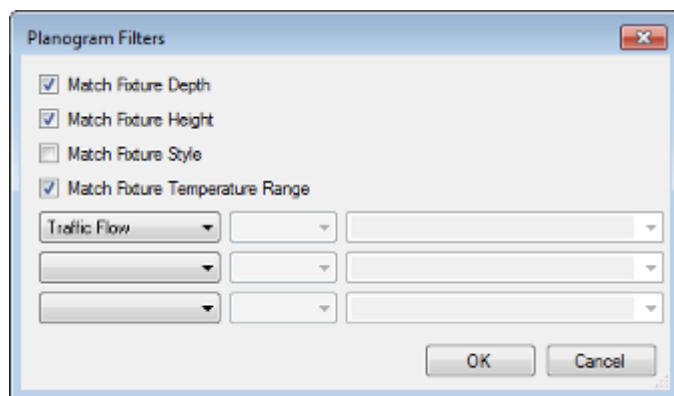 Planogram Filters
Match Fixture Depth
Match Fixture Height
Match Fixture Style
Match Fixture Temperature Range
Traffic Flow
OK Cancel